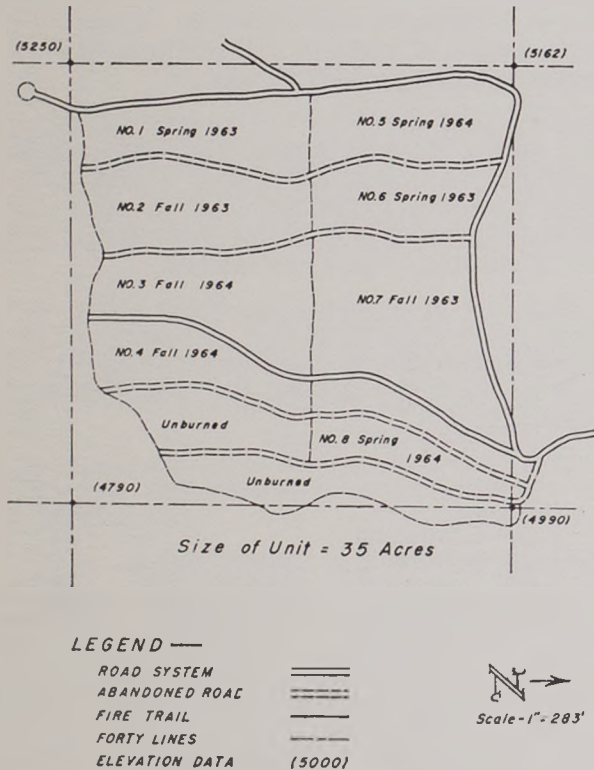 (5250)
(5162)
NO.1 Spring 1963
NO.5 Spring 1964
NO.2 Fall 1963
NO.6 Spring 1963
NO.3 Fall 1964
NO.7 Fall 1963
NO.4 Fall 1964
Unburned
NO.8 Spring
1964
Unburned
(4790)
(4990)
Size of Unit = 35 Acres
LEGEND
ROAD SYSTEM
ABANDONED ROAD
FIRE TRAIL
FORTY LINES
ELEVATION DATA (5000)
N
Scale-1"=283'